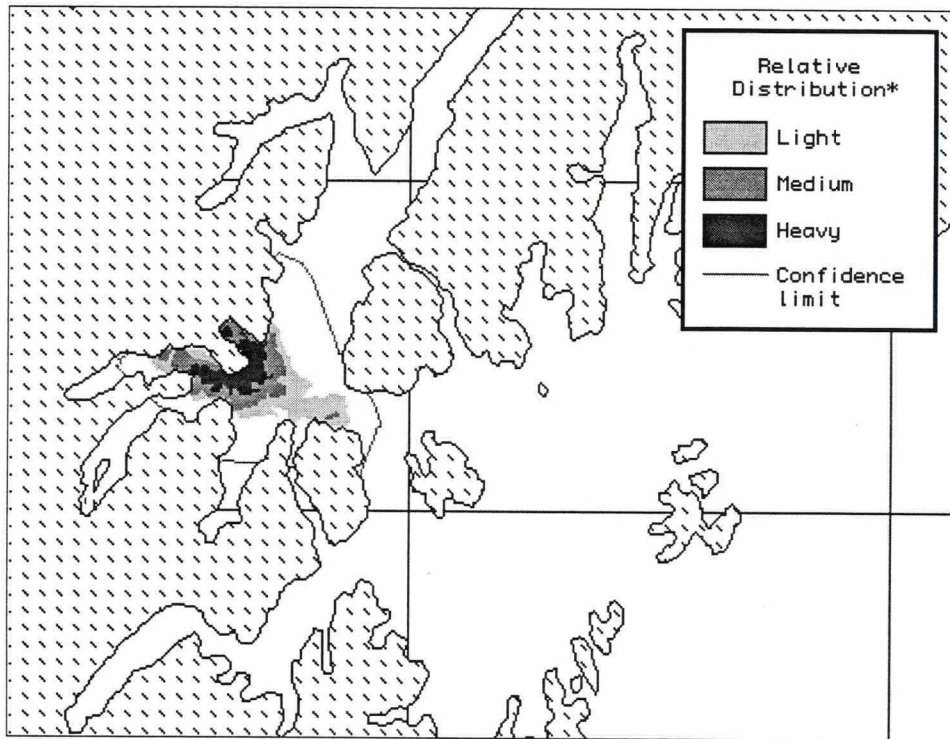 Relative
Distribution*
Light
Medium
Heavy
Confidence
limit